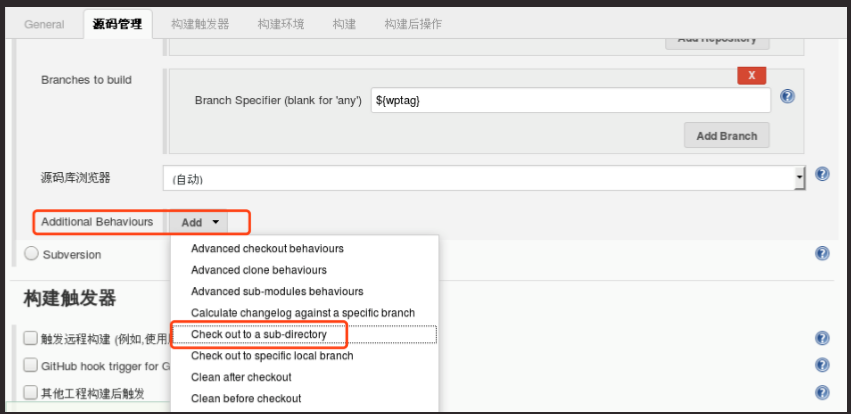 General 源码管理 构建触发器 构建环境 构建 构建后操作
Add Repository
Branches to build
X
Branch Specifier (blank for 'any') ${wptag}
Add Branch
源码库浏览器 (自动)
Additional Behaviours Add
Advanced checkout behaviours
Subversion
Advanced clone behaviours
Advanced sub-modules behaviours
构建触发器
Calculate changelog against a specific branch
Check out to a sub-directory
触发远程构建 (例如,使用
Check out to specific local branch
GitHub hook trigger for G
Clean after checkout
其他工程构建后触发
Clean before checkout